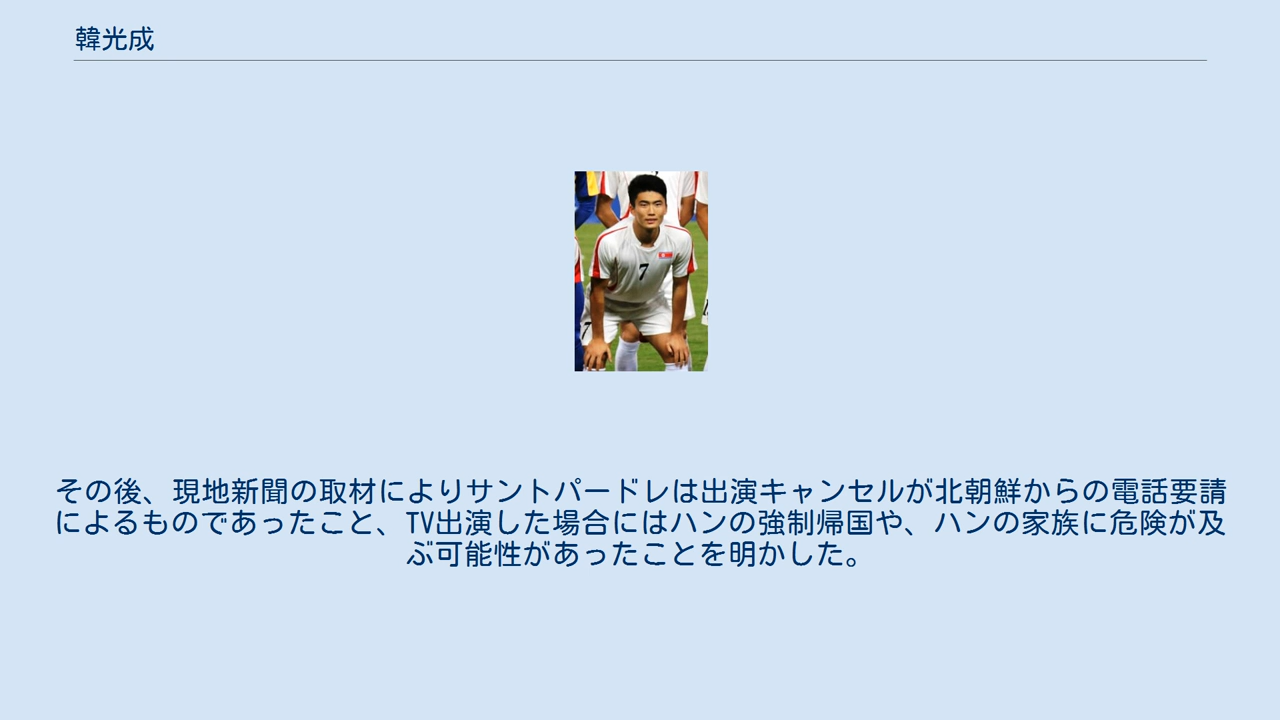 韓光成
7
7
その後、現地新聞の取材によりサントパードレは出演キャンセルが北朝鮮からの電話要請
によるものであったこと、TV出演した場合にはハンの強制帰国や、ハンの家族に危険が及
ぶ可能性があったことを明かした。